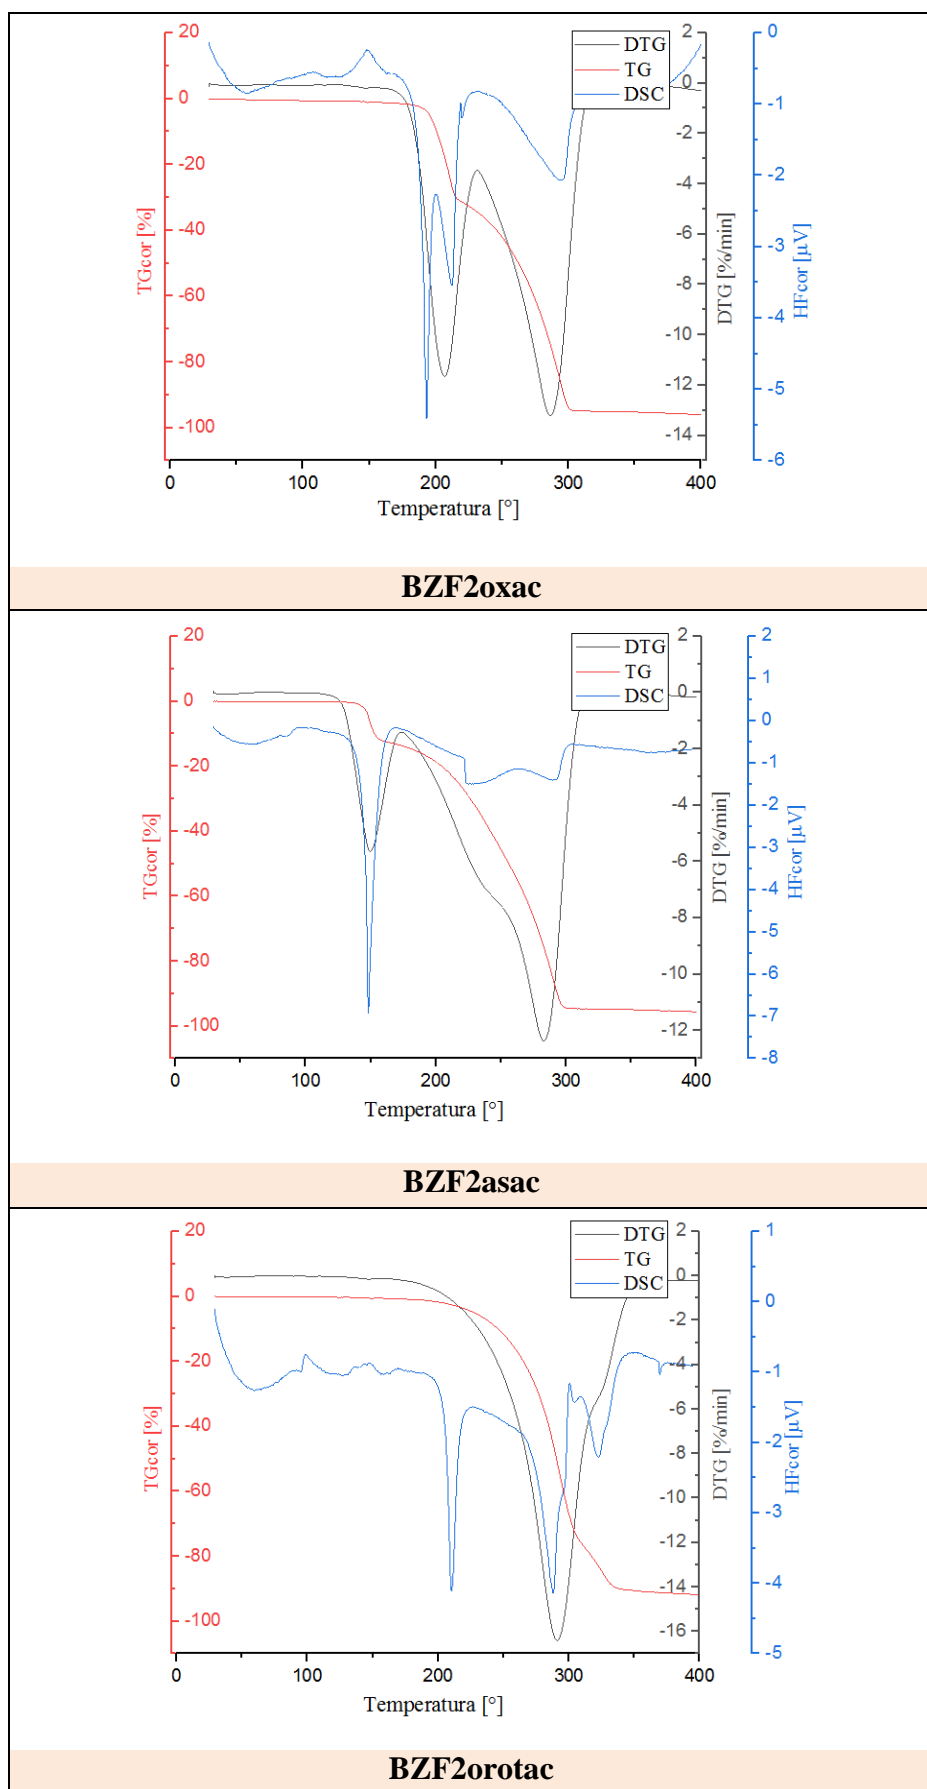 DTG
TG
DSC
20
0
-20
-40
-60
-80
-100
TGcor [%]
2
0
-2
-4
-6
-8
-10
-12
-14
DTG [%/min]
0
-1
-2
-3
-4
-5
-6
HFcor [µV]
0 100 200 300 400
Temperatura [°]
BZF2oxac
DTG
TG
DSC
20
0
-20
-40
-60
-80
-100
TGcor [%]
2
0
-2
-4
-6
-8
-10
-12
DTG [%/min]
2
1
0
-1
-2
-3
-4
-5
-6
-7
-8
HFcor [µV]
0 100 200 300 400
Temperatura [°]
BZF2asac
DTG
TG
DSC
20
0
-20
-40
-60
-80
-100
TGcor [%]
2
0
-2
-4
-6
-8
-10
-12
-14
-16
DTG [%/min]
1
0
-1
-2
-3
-4
-5
HFcor [µV]
0 100 200 300 400
Temperatura [°]
BZF2orotac